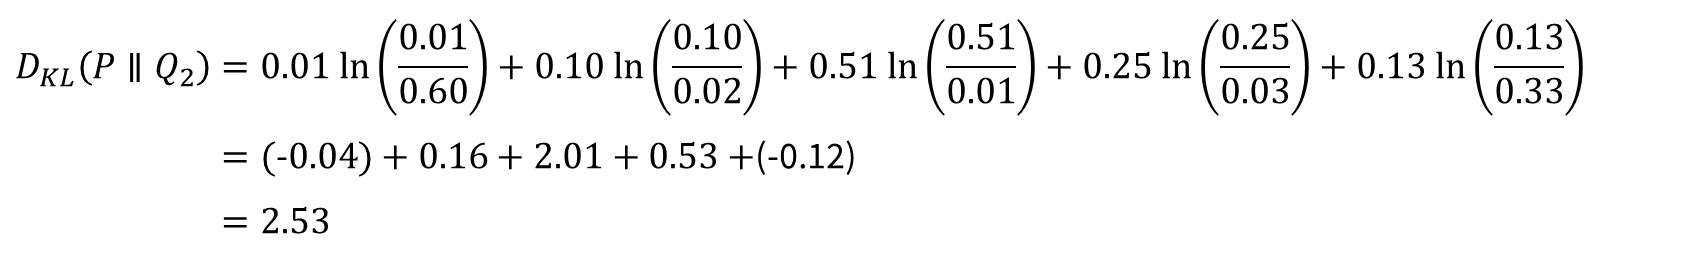 D_KL(P ∥ Q₂) = 0.01 ln(0.01/0.60) + 0.10 ln(0.10/0.02) + 0.51 ln(0.51/0.01) + 0.25 ln(0.25/0.03) + 0.13 ln(0.13/0.33)
= (-0.04) + 0.16 + 2.01 + 0.53 +(-0.12)
= 2.53